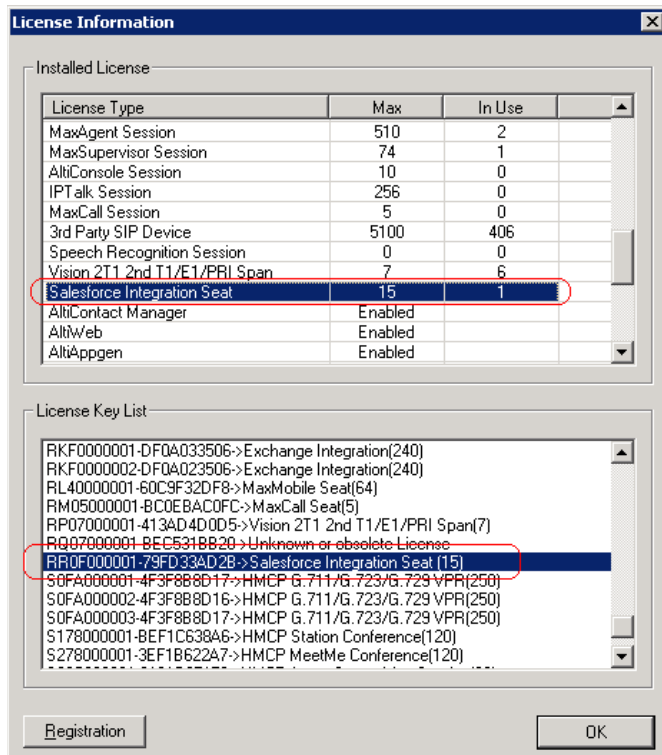 License Information
Installed License
License Type Max In Use
MaxAgent Session 510 2
MaxSupervisor Session 74 1
AltiConsole Session 10 0
IPTalk Session 256 0
MaxCall Session 5 0
3rd Party SIP Device 5100 406
Speech Recognition Session 0 0
Vision 2T1 2nd T1/E1/PRI Span 7 6
Salesforce Integration Seat 15 1
AltiContact Manager Enabled
AltiWeb Enabled
AltiAppgen Enabled
License Key List
RKF0000001-DF0A033506->Exchange Integration(240)
RKF0000002-DF0A023506->Exchange Integration(240)
RL40000001-60C9F32DF8->MaxMobile Seat(64)
RM05000001-BC0EBAC0FC->MaxCall Seat(5)
RP07000001-413AD4D0D5->Vision 2T1 2nd T1/E1/PRI Span(7)
RQ07000001-BEC531BB20->Unknown or obsolete License
RR0F000001-79FD33AD2B->Salesforce Integration Seat (15)
S0FA000001-4F3F8B8D17->HMCP G.711/G.723/G.729 VPR(250)
S0FA000002-4F3F8B8D16->HMCP G.711/G.723/G.729 VPR(250)
S0FA000003-4F3F8B8D17->HMCP G.711/G.723/G.729 VPR(250)
S178000001-BEF1C638A6->HMCP Station Conference(120)
S278000001-3EF1B622A7->HMCP MeetMe Conference(120)
Registration OK